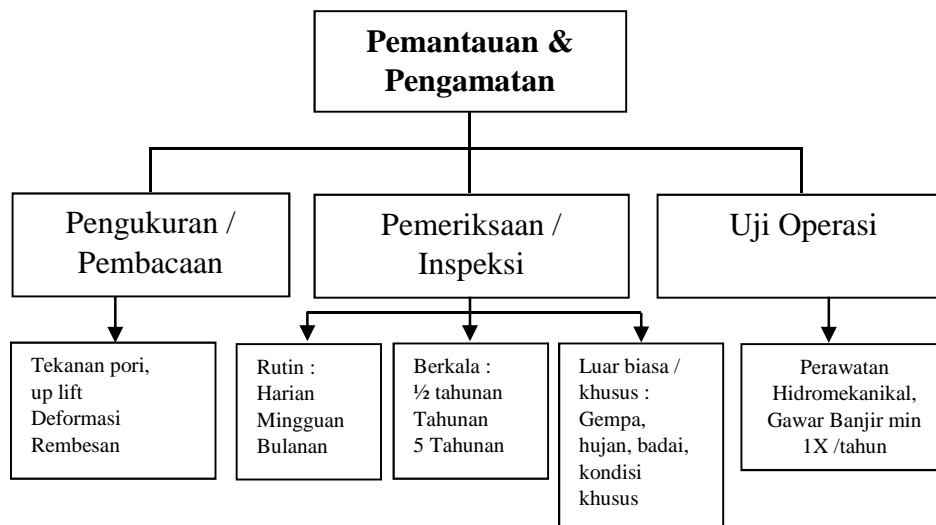 Pemantauan &
Pengamatan
Pengukuran /
Pembacaan
Pemeriksaan /
Inspeksi
Uji Operasi
Tekanan pori,
up lift
Deformasi
Rembesan
Rutin :
Harian
Mingguan
Bulanan
Berkala :
½ tahunan
Tahunan
5 Tahunan
Luar biasa /
khusus :
Gempa,
hujan, badai,
kondisi
khusus
Perawatan
Hidromekanikal,
Gawar Banjir min
1X /tahun